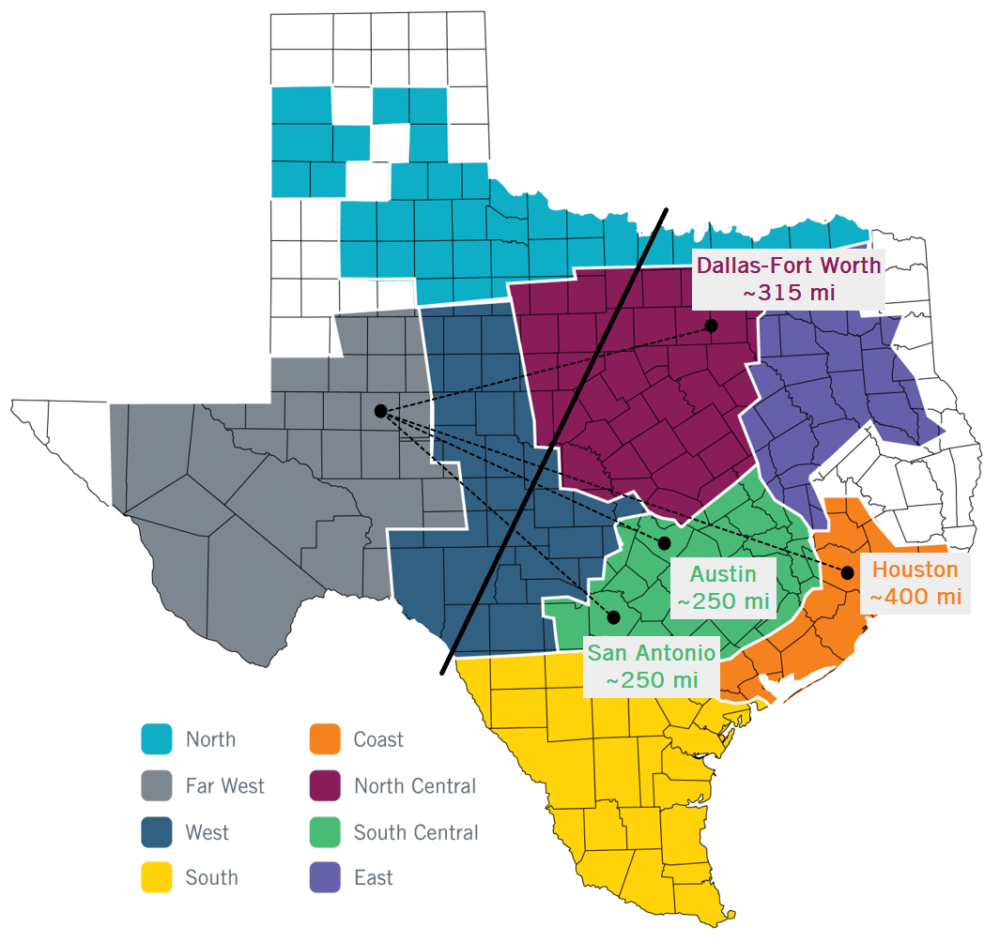 Dallas-Fort Worth
~315 mi
Houston
~400 mi
Austin
~250 mi
San Antonio
~250 mi
North
Far West
West
South
Coast
North Central
South Central
East